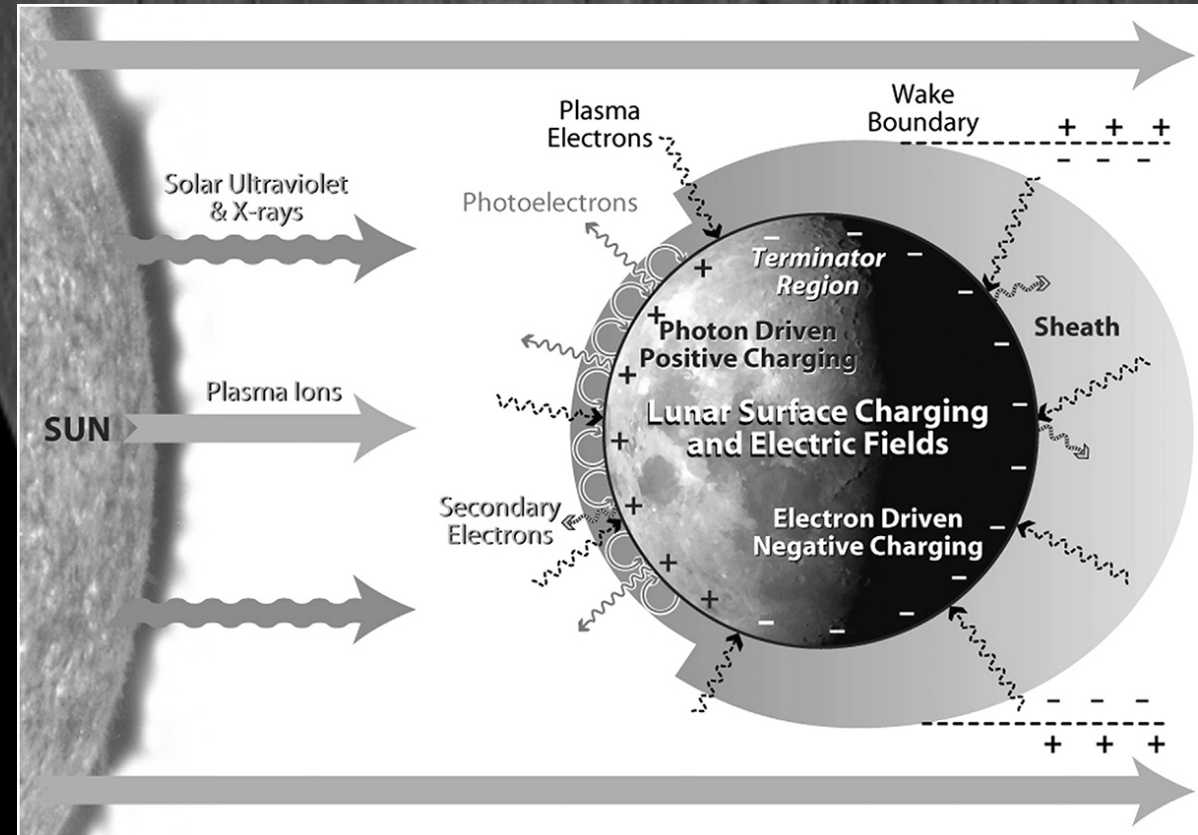 Plasma
Electrons
Wake
Boundary
+ + +
– – –
Solar Ultraviolet
& X-rays
Photoelectrons
Terminator
Region
Sheath
Photon Driven
Positive Charging
Plasma Ions
SUN
Lunar Surface Charging
and Electric Fields
Secondary
Electrons
Electron Driven
Negative Charging
– – –
+ + +